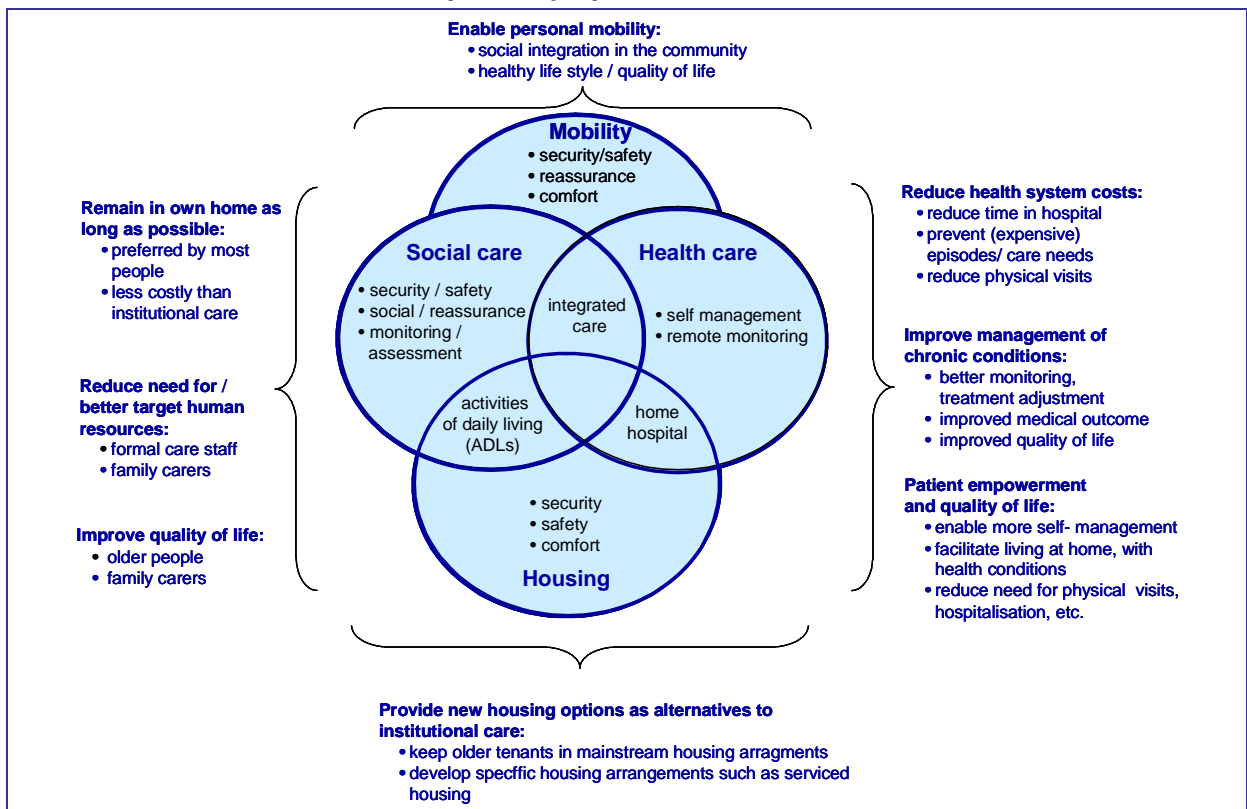 Enable personal mobility:
• social integration in the community
• healthy life style / quality of life
Mobility
• security/safety
• reassurance
• comfort
Remain in own home as
long as possible:
• preferred by most
people
• less costly than
institutional care
Reduce need for /
better target human
resources:
• formal care staff
• family carers
Improve quality of life:
• older people
• family carers
Social care
• security / safety
• social / reassurance
• monitoring /
assessment
integrated
care
Health care
• self management
• remote monitoring
activities
of daily living
(ADLs)
home
hospital
• security
• safety
• comfort
Housing
Reduce health system costs:
• reduce time in hospital
• prevent (expensive)
episodes/ care needs
• reduce physical visits
Improve management of
chronic conditions:
• better monitoring,
treatment adjustment
• improved medical outcome
• improved quality of life
Patient empowerment
and quality of life:
• enable more self- management
• facilitate living at home, with
health conditions
• reduce need for physical visits,
hospitalisation, etc.
Provide new housing options as alternatives to
institutional care:
• keep older tenants in mainstream housing arragments
• develop specffic housing arrangements such as serviced
housing